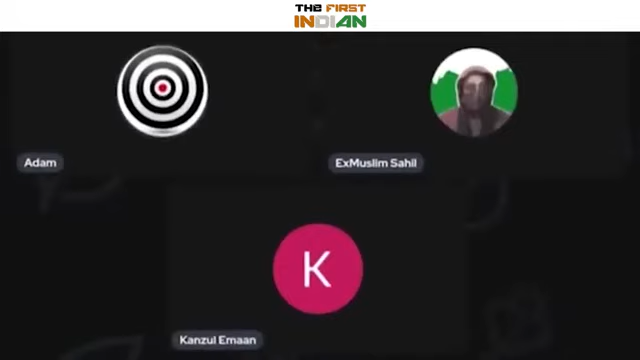 THE FIRST
INDIAN
Adam
ExMuslim Sahil
K
Kanzul Emaan